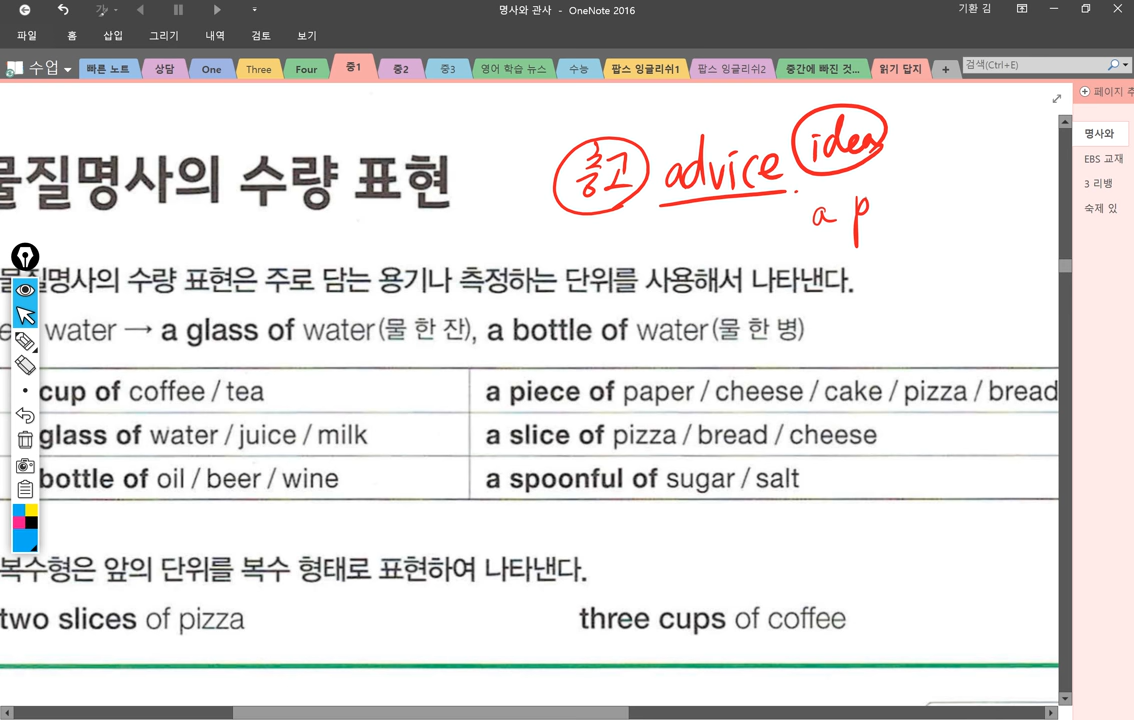 명사와 관사 - OneNote 2016
기환 김
파일 홈 삽입 그리기 내역 검토 보기
수업 빠른 노트 상담 One Three Four 중1 중2 중3 영어 학습 뉴스 수능 팝스 잉글리쉬1 팝스 잉글리쉬2 중간에 빠진 것... 읽기 답지 + 검색(Ctrl+E)
페이지 추
명사와
EBS 교재
3 리뱅
숙제 있
물질명사의 수량 표현
충고 advice idea
a p
물질명사의 수량 표현은 주로 담는 용기나 측정하는 단위를 사용해서 나타낸다.
water → a glass of water(물 한 잔), a bottle of water(물 한 병)
cup of coffee / tea a piece of paper / cheese / cake / pizza / bread
glass of water / juice / milk a slice of pizza / bread / cheese
bottle of oil / beer / wine a spoonful of sugar / salt
복수형은 앞의 단위를 복수 형태로 표현하여 나타낸다.
two slices of pizza three cups of coffee